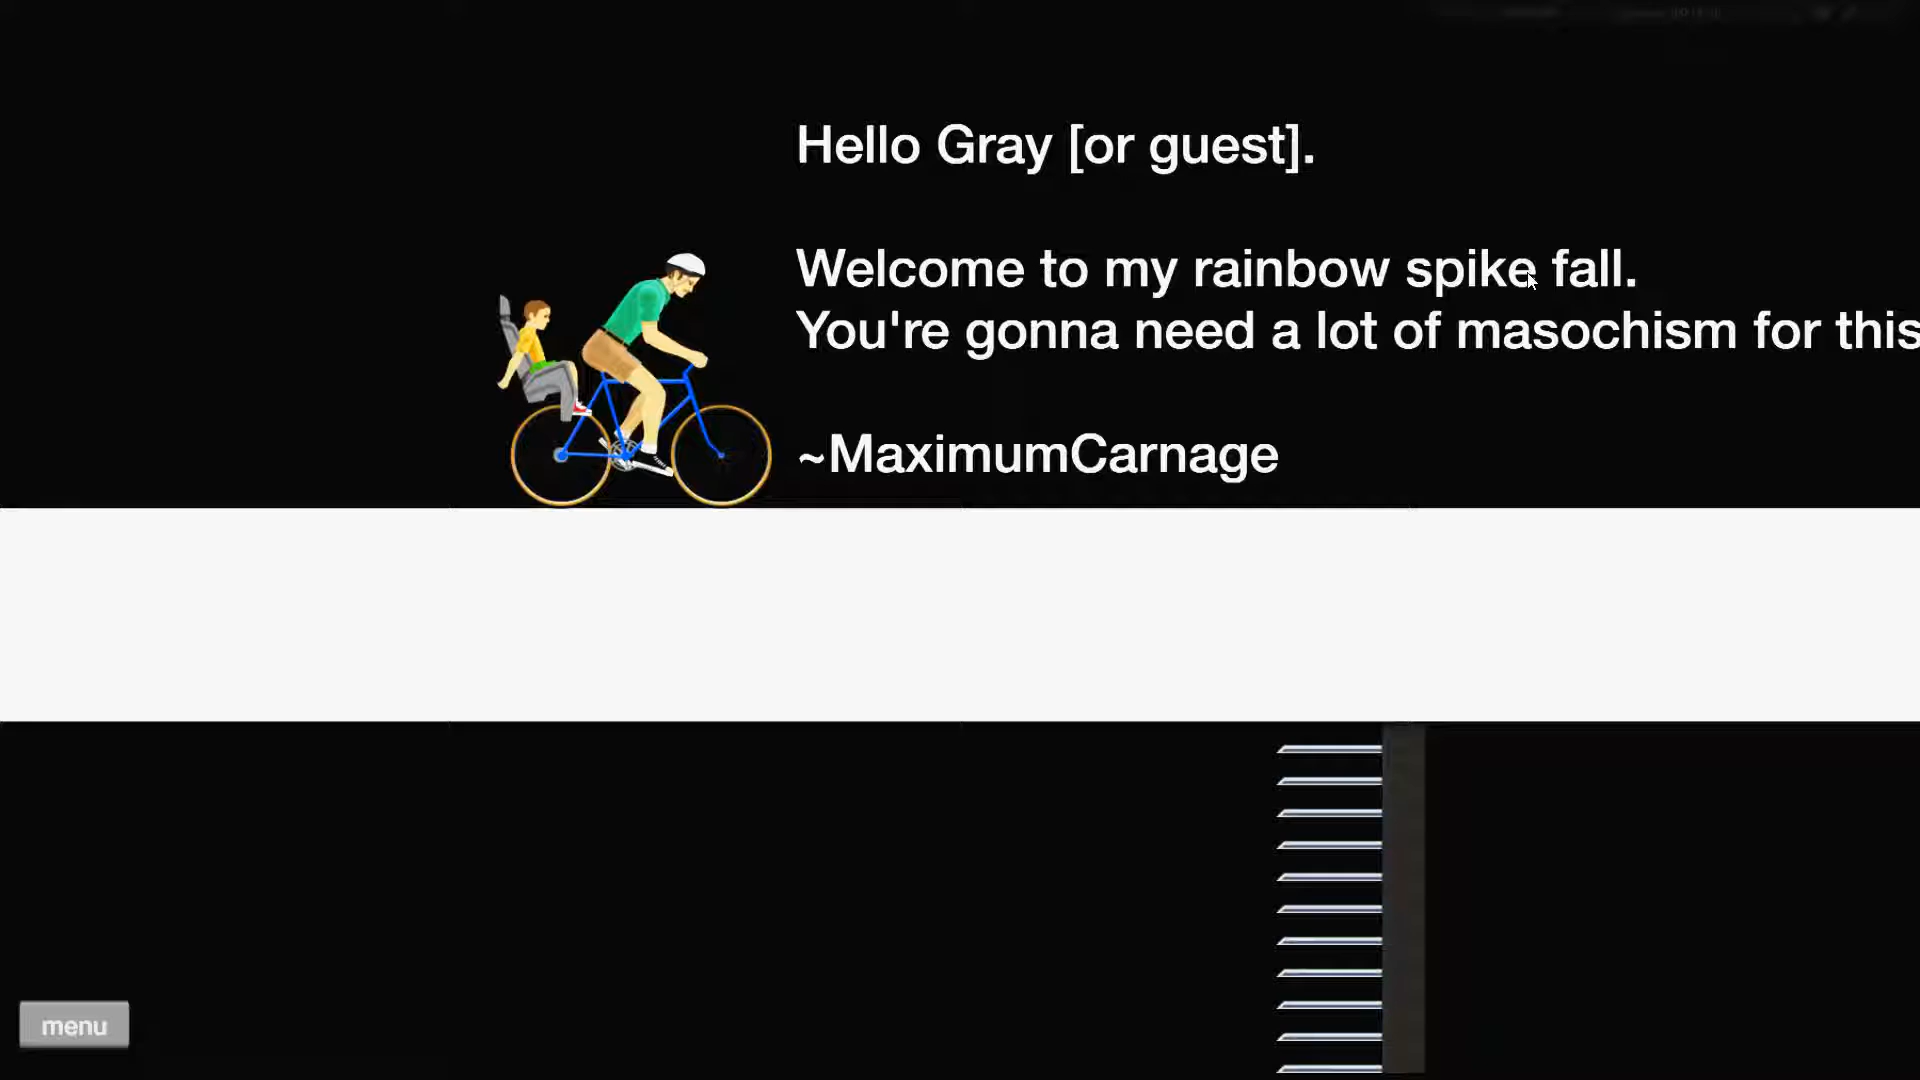 Hello Gray [or guest].
Welcome to my rainbow spike fall.
You're gonna need a lot of masochism for this
~MaximumCarnage
menu